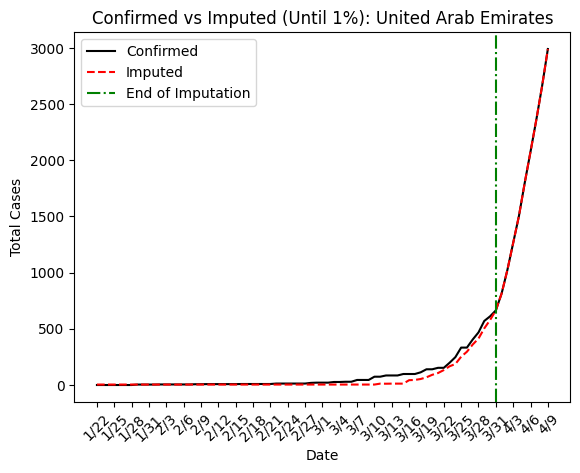 Confirmed vs Imputed (Until 1%): United Arab Emirates
Confirmed
Imputed
End of Imputation
Total Cases
3000
2500
2000
1500
1000
500
0
1/22 1/25 1/28 1/31 2/3 2/6 2/9 2/12 2/15 2/18 2/21 2/24 2/27 3/1 3/4 3/7 3/10 3/13 3/16 3/19 3/22 3/25 3/28 3/31 4/3 4/6 4/9
Date